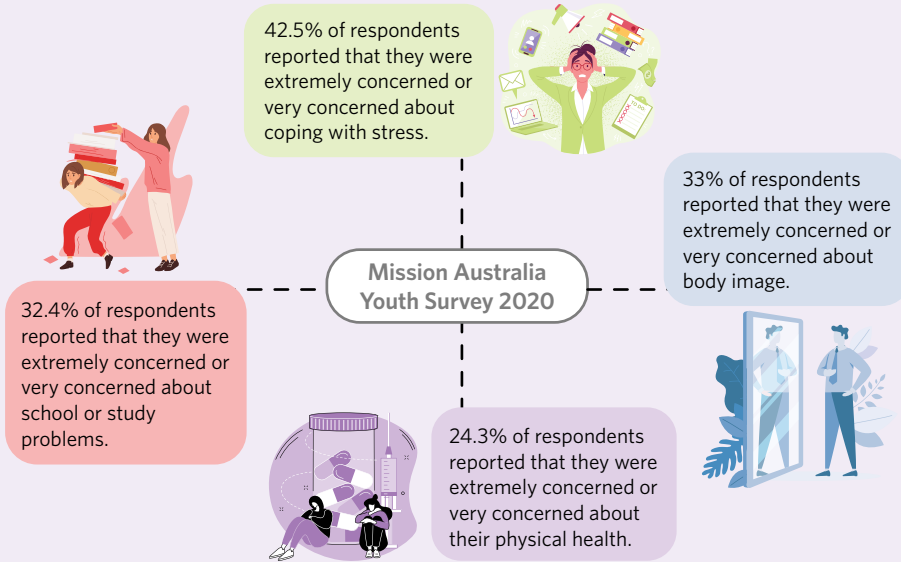 42.5% of respondents
reported that they were
extremely concerned or
very concerned about
coping with stress.
TO DO
XXXXX
33% of respondents
reported that they were
extremely concerned or
very concerned about
body image.
Mission Australia
Youth Survey 2020
32.4% of respondents
reported that they were
extremely concerned or
very concerned about
school or study
problems.
24.3% of respondents
reported that they were
extremely concerned or
very concerned about
their physical health.